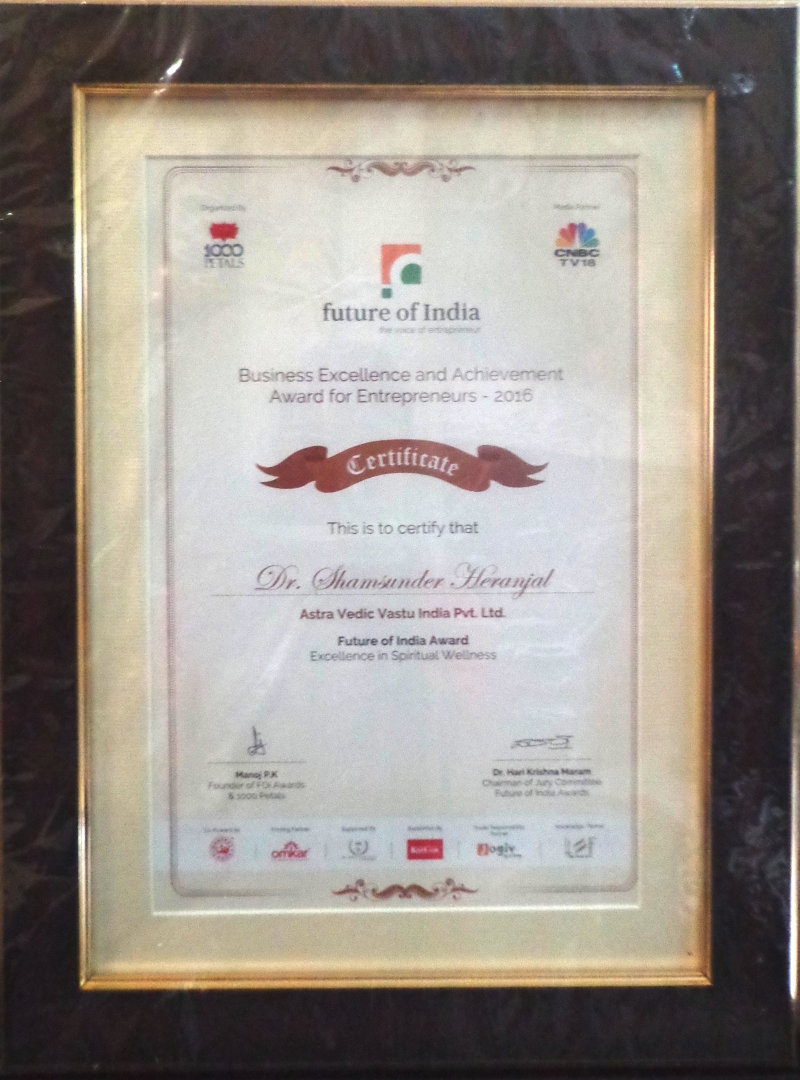 Organized By
1000
PETALS
Media Partner
CNBC
TV18
future of India
the voice of entrepreneur
Business Excellence and Achievement
Award for Entrepreneurs - 2016
Certificate
This is to certify that
Dr. Shamsunder Heranjal
Astra Vedic Vastu India Pvt. Ltd.
Future of India Award
Excellence in Spiritual Wellness
Manoj P.K
Founder of FOI Awards
& 1000 Petals
Dr. Hari Krishna Maram
Chairman of Jury Committee
Future of India Awards
Supported By
omkar